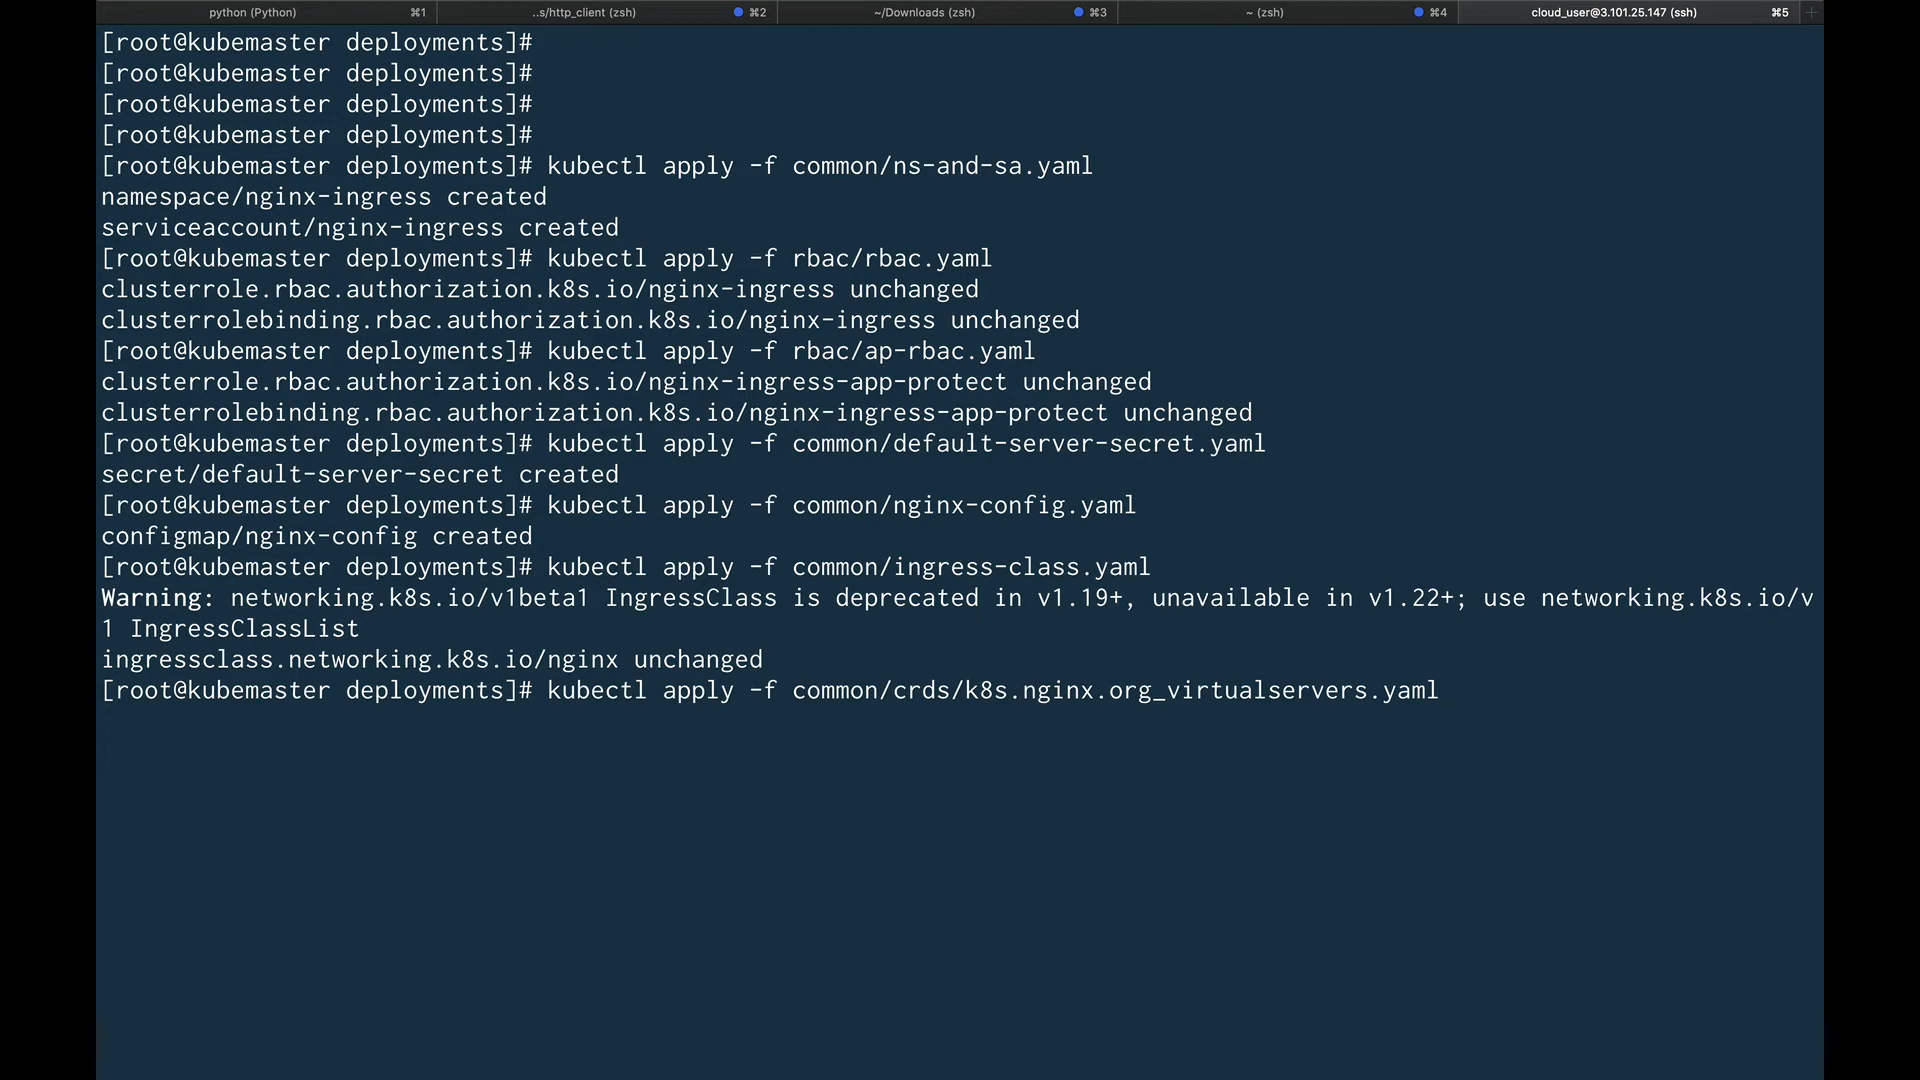 python (Python) ⌘1 ..s/http_client (zsh) ⌘2 ~/Downloads (zsh) ⌘3 ~ (zsh) ⌘4 cloud_user@3.101.25.147 (ssh) ⌘5 +
[root@kubemaster deployments]#
[root@kubemaster deployments]#
[root@kubemaster deployments]#
[root@kubemaster deployments]#
[root@kubemaster deployments]# kubectl apply -f common/ns-and-sa.yaml
namespace/nginx-ingress created
serviceaccount/nginx-ingress created
[root@kubemaster deployments]# kubectl apply -f rbac/rbac.yaml
clusterrole.rbac.authorization.k8s.io/nginx-ingress unchanged
clusterrolebinding.rbac.authorization.k8s.io/nginx-ingress unchanged
[root@kubemaster deployments]# kubectl apply -f rbac/ap-rbac.yaml
clusterrole.rbac.authorization.k8s.io/nginx-ingress-app-protect unchanged
clusterrolebinding.rbac.authorization.k8s.io/nginx-ingress-app-protect unchanged
[root@kubemaster deployments]# kubectl apply -f common/default-server-secret.yaml
secret/default-server-secret created
[root@kubemaster deployments]# kubectl apply -f common/nginx-config.yaml
configmap/nginx-config created
[root@kubemaster deployments]# kubectl apply -f common/ingress-class.yaml
Warning: networking.k8s.io/v1beta1 IngressClass is deprecated in v1.19+, unavailable in v1.22+; use networking.k8s.io/v
1 IngressClassList
ingressclass.networking.k8s.io/nginx unchanged
[root@kubemaster deployments]# kubectl apply -f common/crds/k8s.nginx.org_virtualservers.yaml